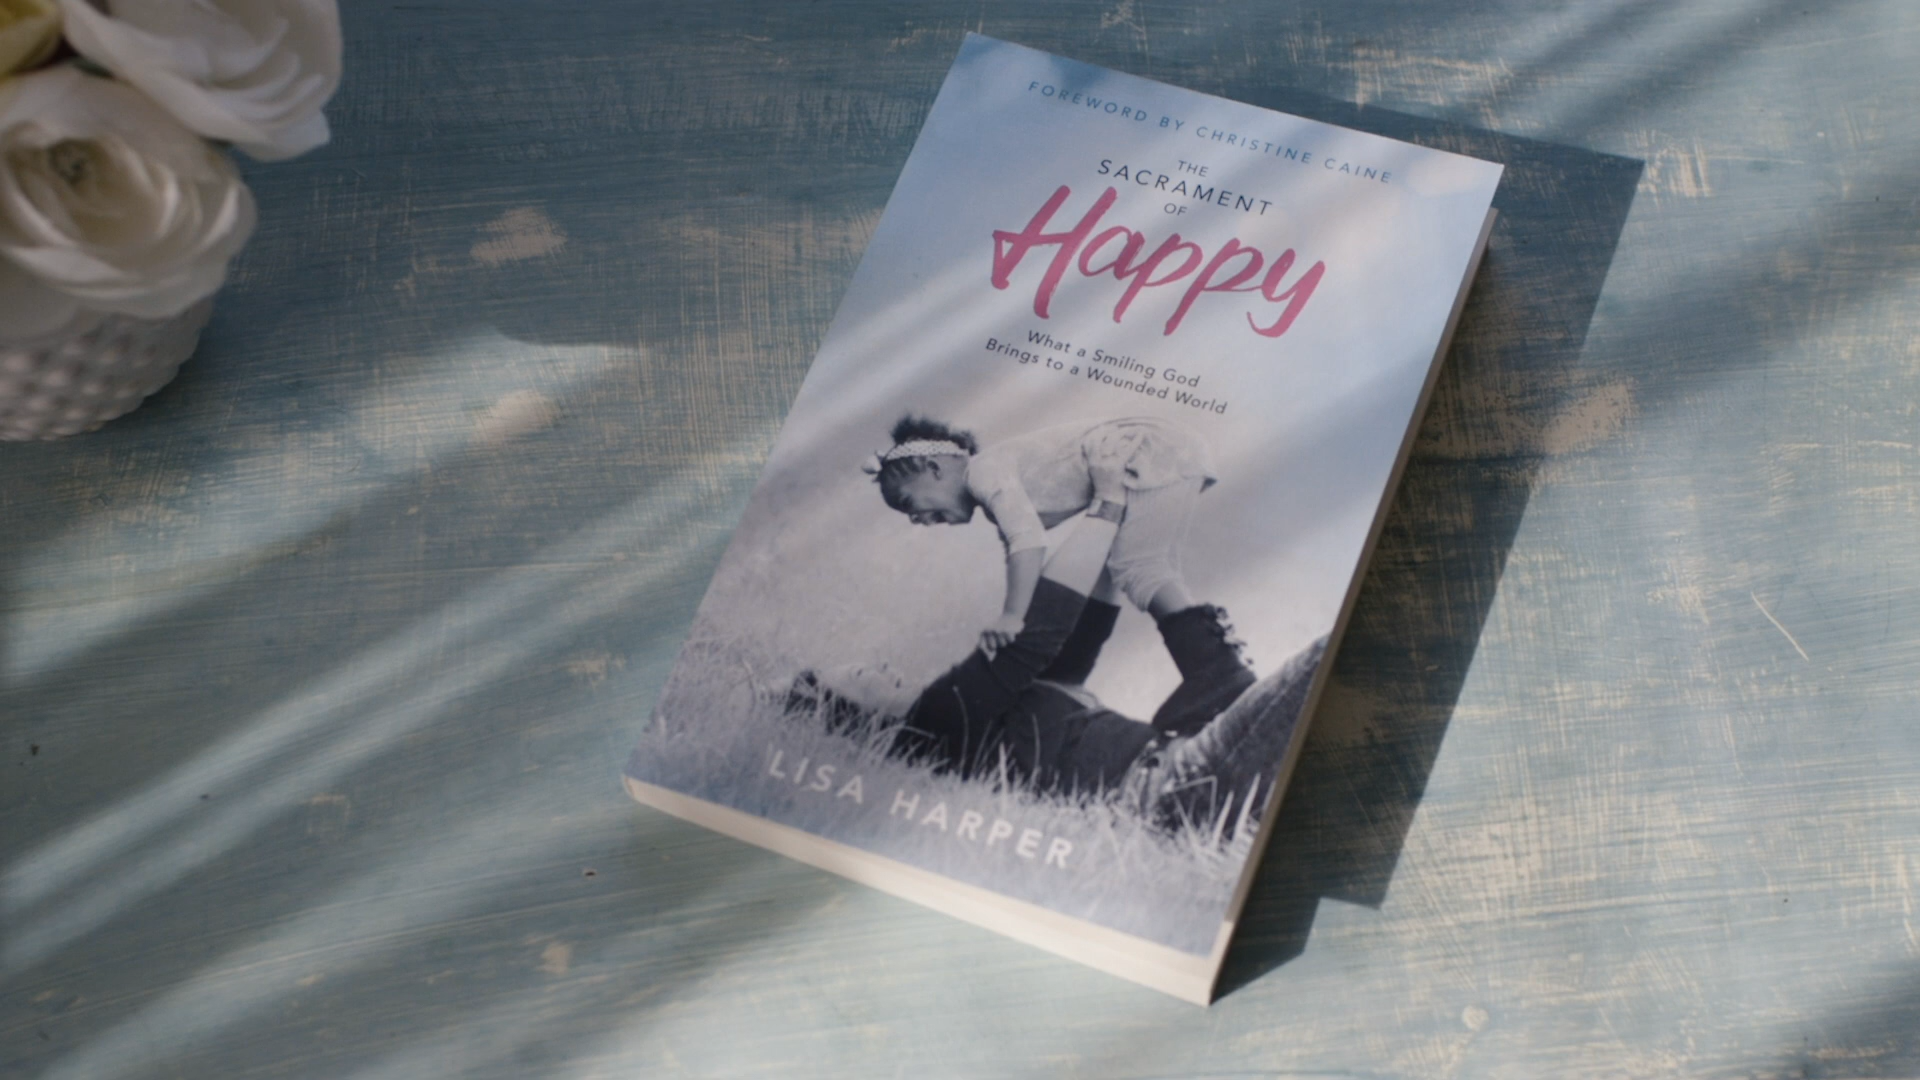 FOREWORD BY CHRISTINE CAINE
THE
SACRAMENT
OF
Happy
What a Smiling God
Brings to a Wounded World
LISA HARPER